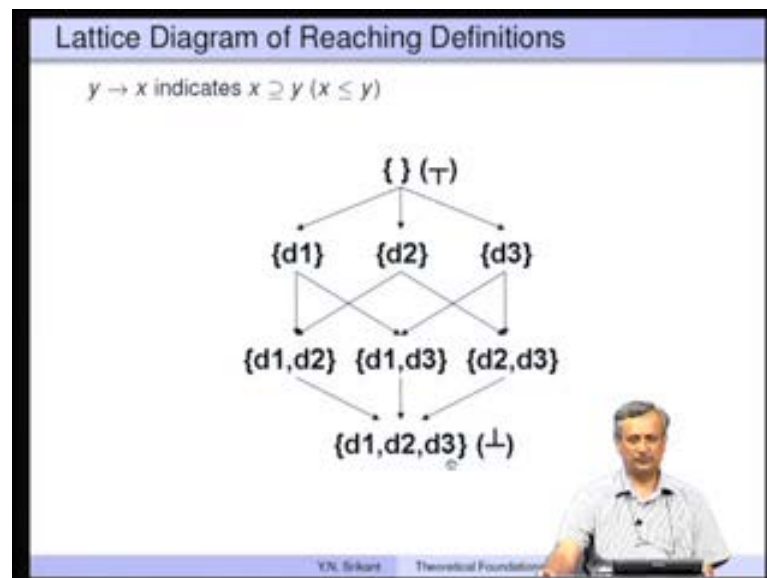 Lattice Diagram of Reaching Definitions
y → x indicates x ⊇ y (x ≤ y)
{ } (⊤)
{d1} {d2} {d3}
{d1,d2} {d1,d3} {d2,d3}
{d1,d2,d3} (⊥)
Y.N. Srikant Theoretical Foundations